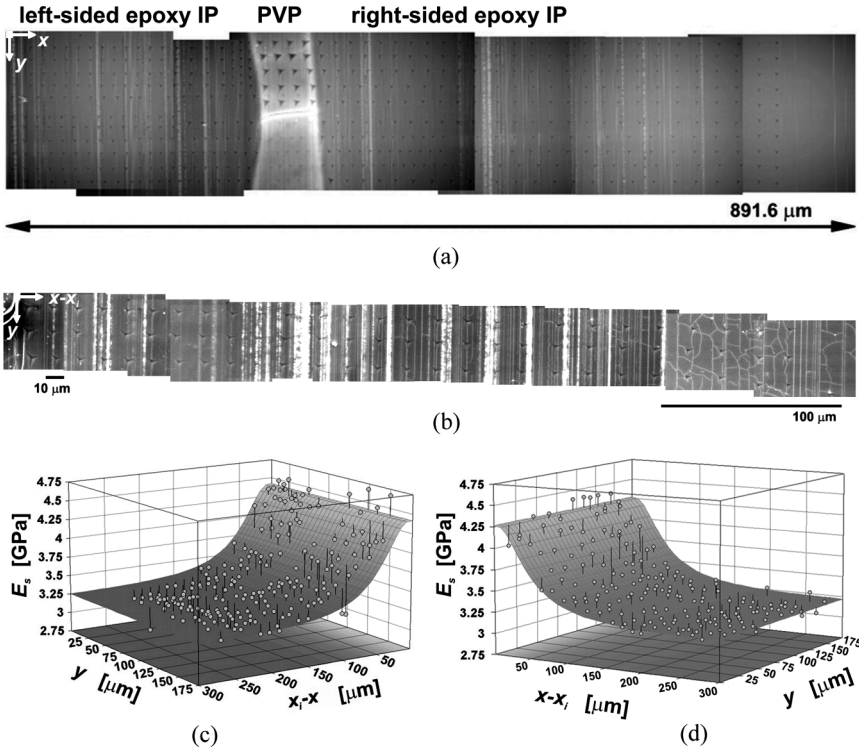 left-sided epoxy IP PVP right-sided epoxy IP
x
y
891.6 μm
(a)
x-xi
y
10 μm
100 μm
(b)
4.75
4.5
4.25
4
3.75
3.5
3.25
3
2.75
Es [GPa]
25
50
75
100
125
150
175
y [μm]
300
250
200
150
100
50
xi-x [μm]
(c)
4.75
4.5
4.25
4
3.75
3.5
3.25
3
2.75
Es [GPa]
50
100
150
200
250
300
x-xi [μm]
25
50
75
100
125
150
175
y [μm]
(d)